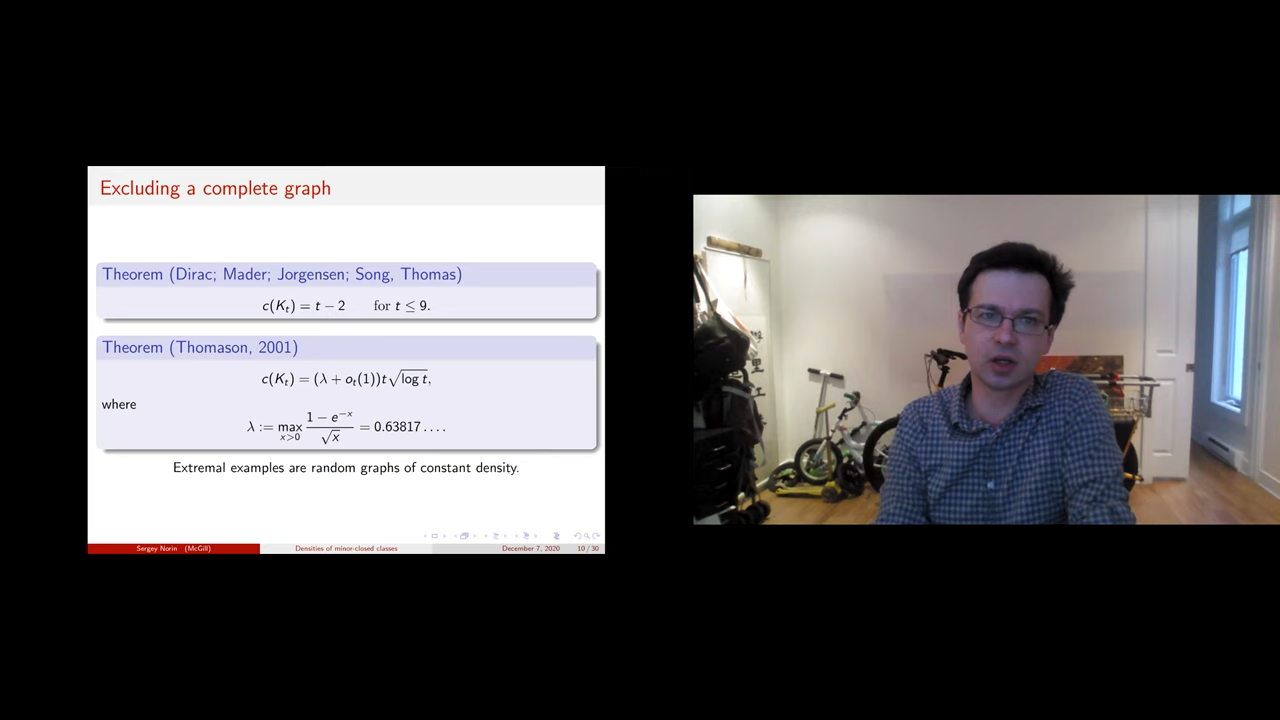 Excluding a complete graph
Theorem (Dirac; Mader; Jorgensen; Song, Thomas)
c(K_t) = t − 2 for t ≤ 9.
Theorem (Thomason, 2001)
c(K_t) = (λ + o_t(1))t√log t,
where
λ := max_{x>0} (1 − e^{−x})/√x = 0.63817 . . . .
Extremal examples are random graphs of constant density.
Sergey Norin (McGill) Densities of minor-closed classes December 7, 2020 10 / 30